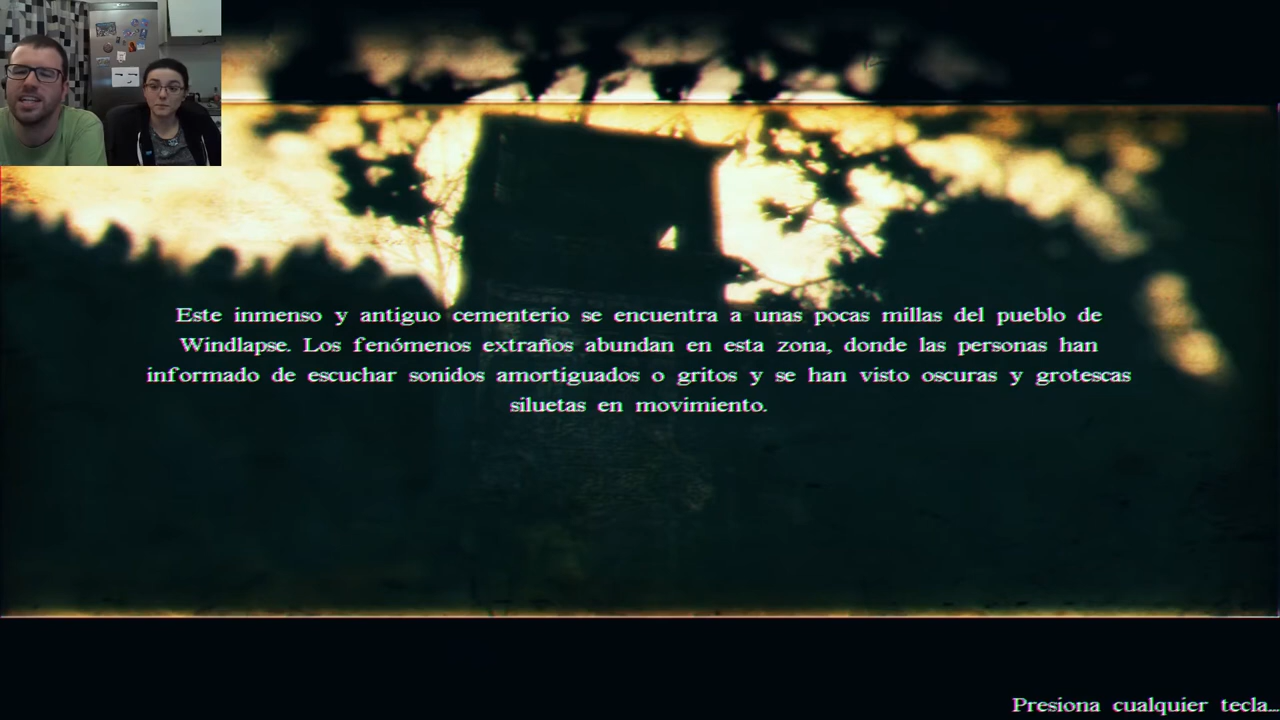 Este inmenso y antiguo cementerio se encuentra a unas pocas millas del pueblo de
Windlapse. Los fenómenos extraños abundan en esta zona, donde las personas han
informado de escuchar sonidos amortiguados o gritos y se han visto oscuras y grotescas
siluetas en movimiento.
Presiona cualquier tecla...